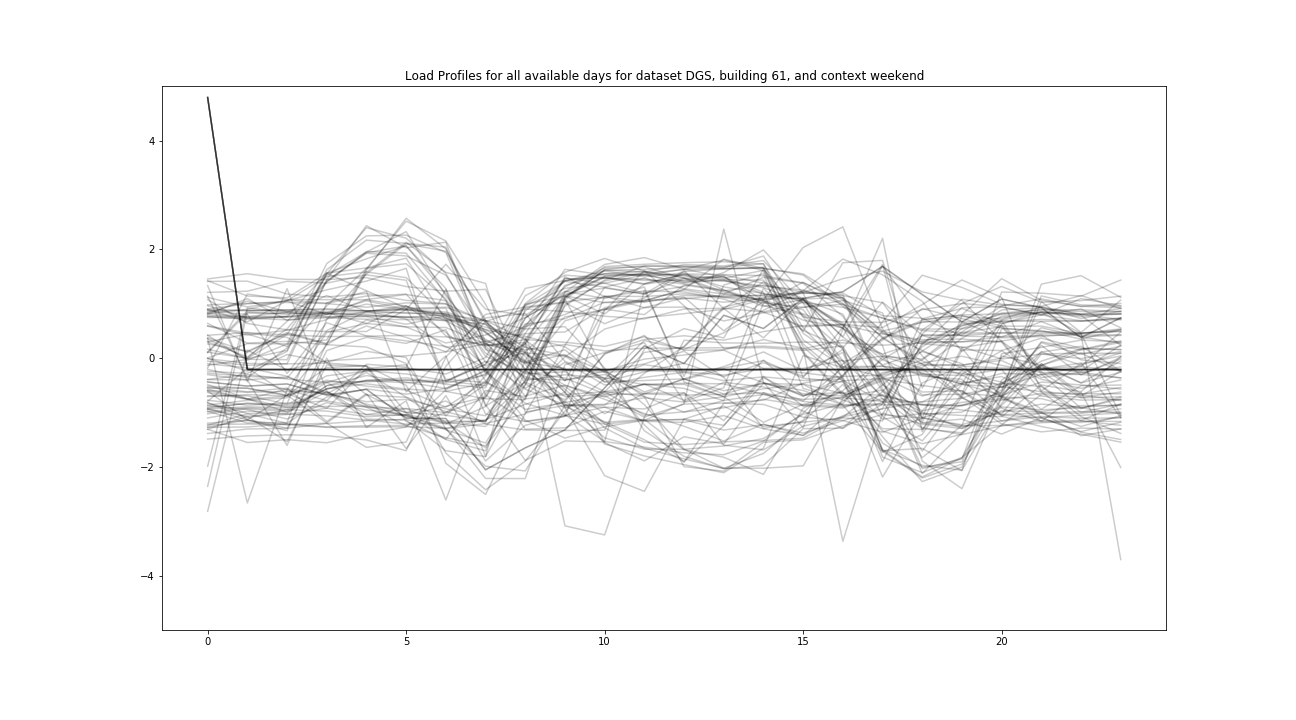 Load Profiles for all available days for dataset DGS, building 61, and context weekend
4
2
0
−2
−4
0 5 10 15 20